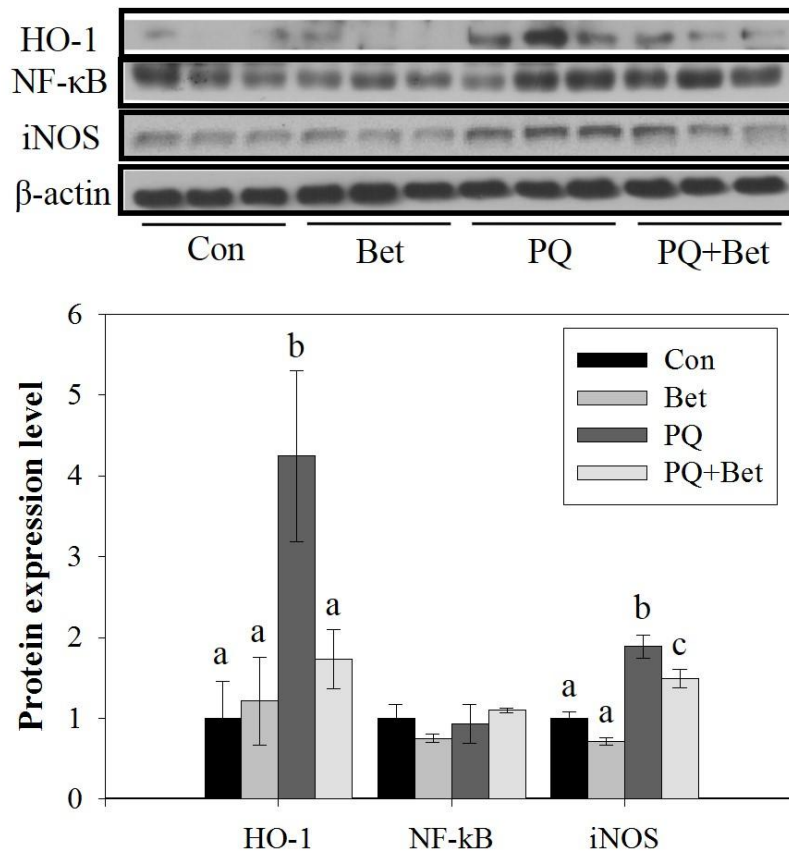 HO-1
NF-κB
iNOS
β-actin
Con Bet PQ PQ+Bet
6
5
4
3
2
1
0
Protein expression level
b
a a a
b
a a c
Con
Bet
PQ
PQ+Bet
HO-1 NF-kB iNOS